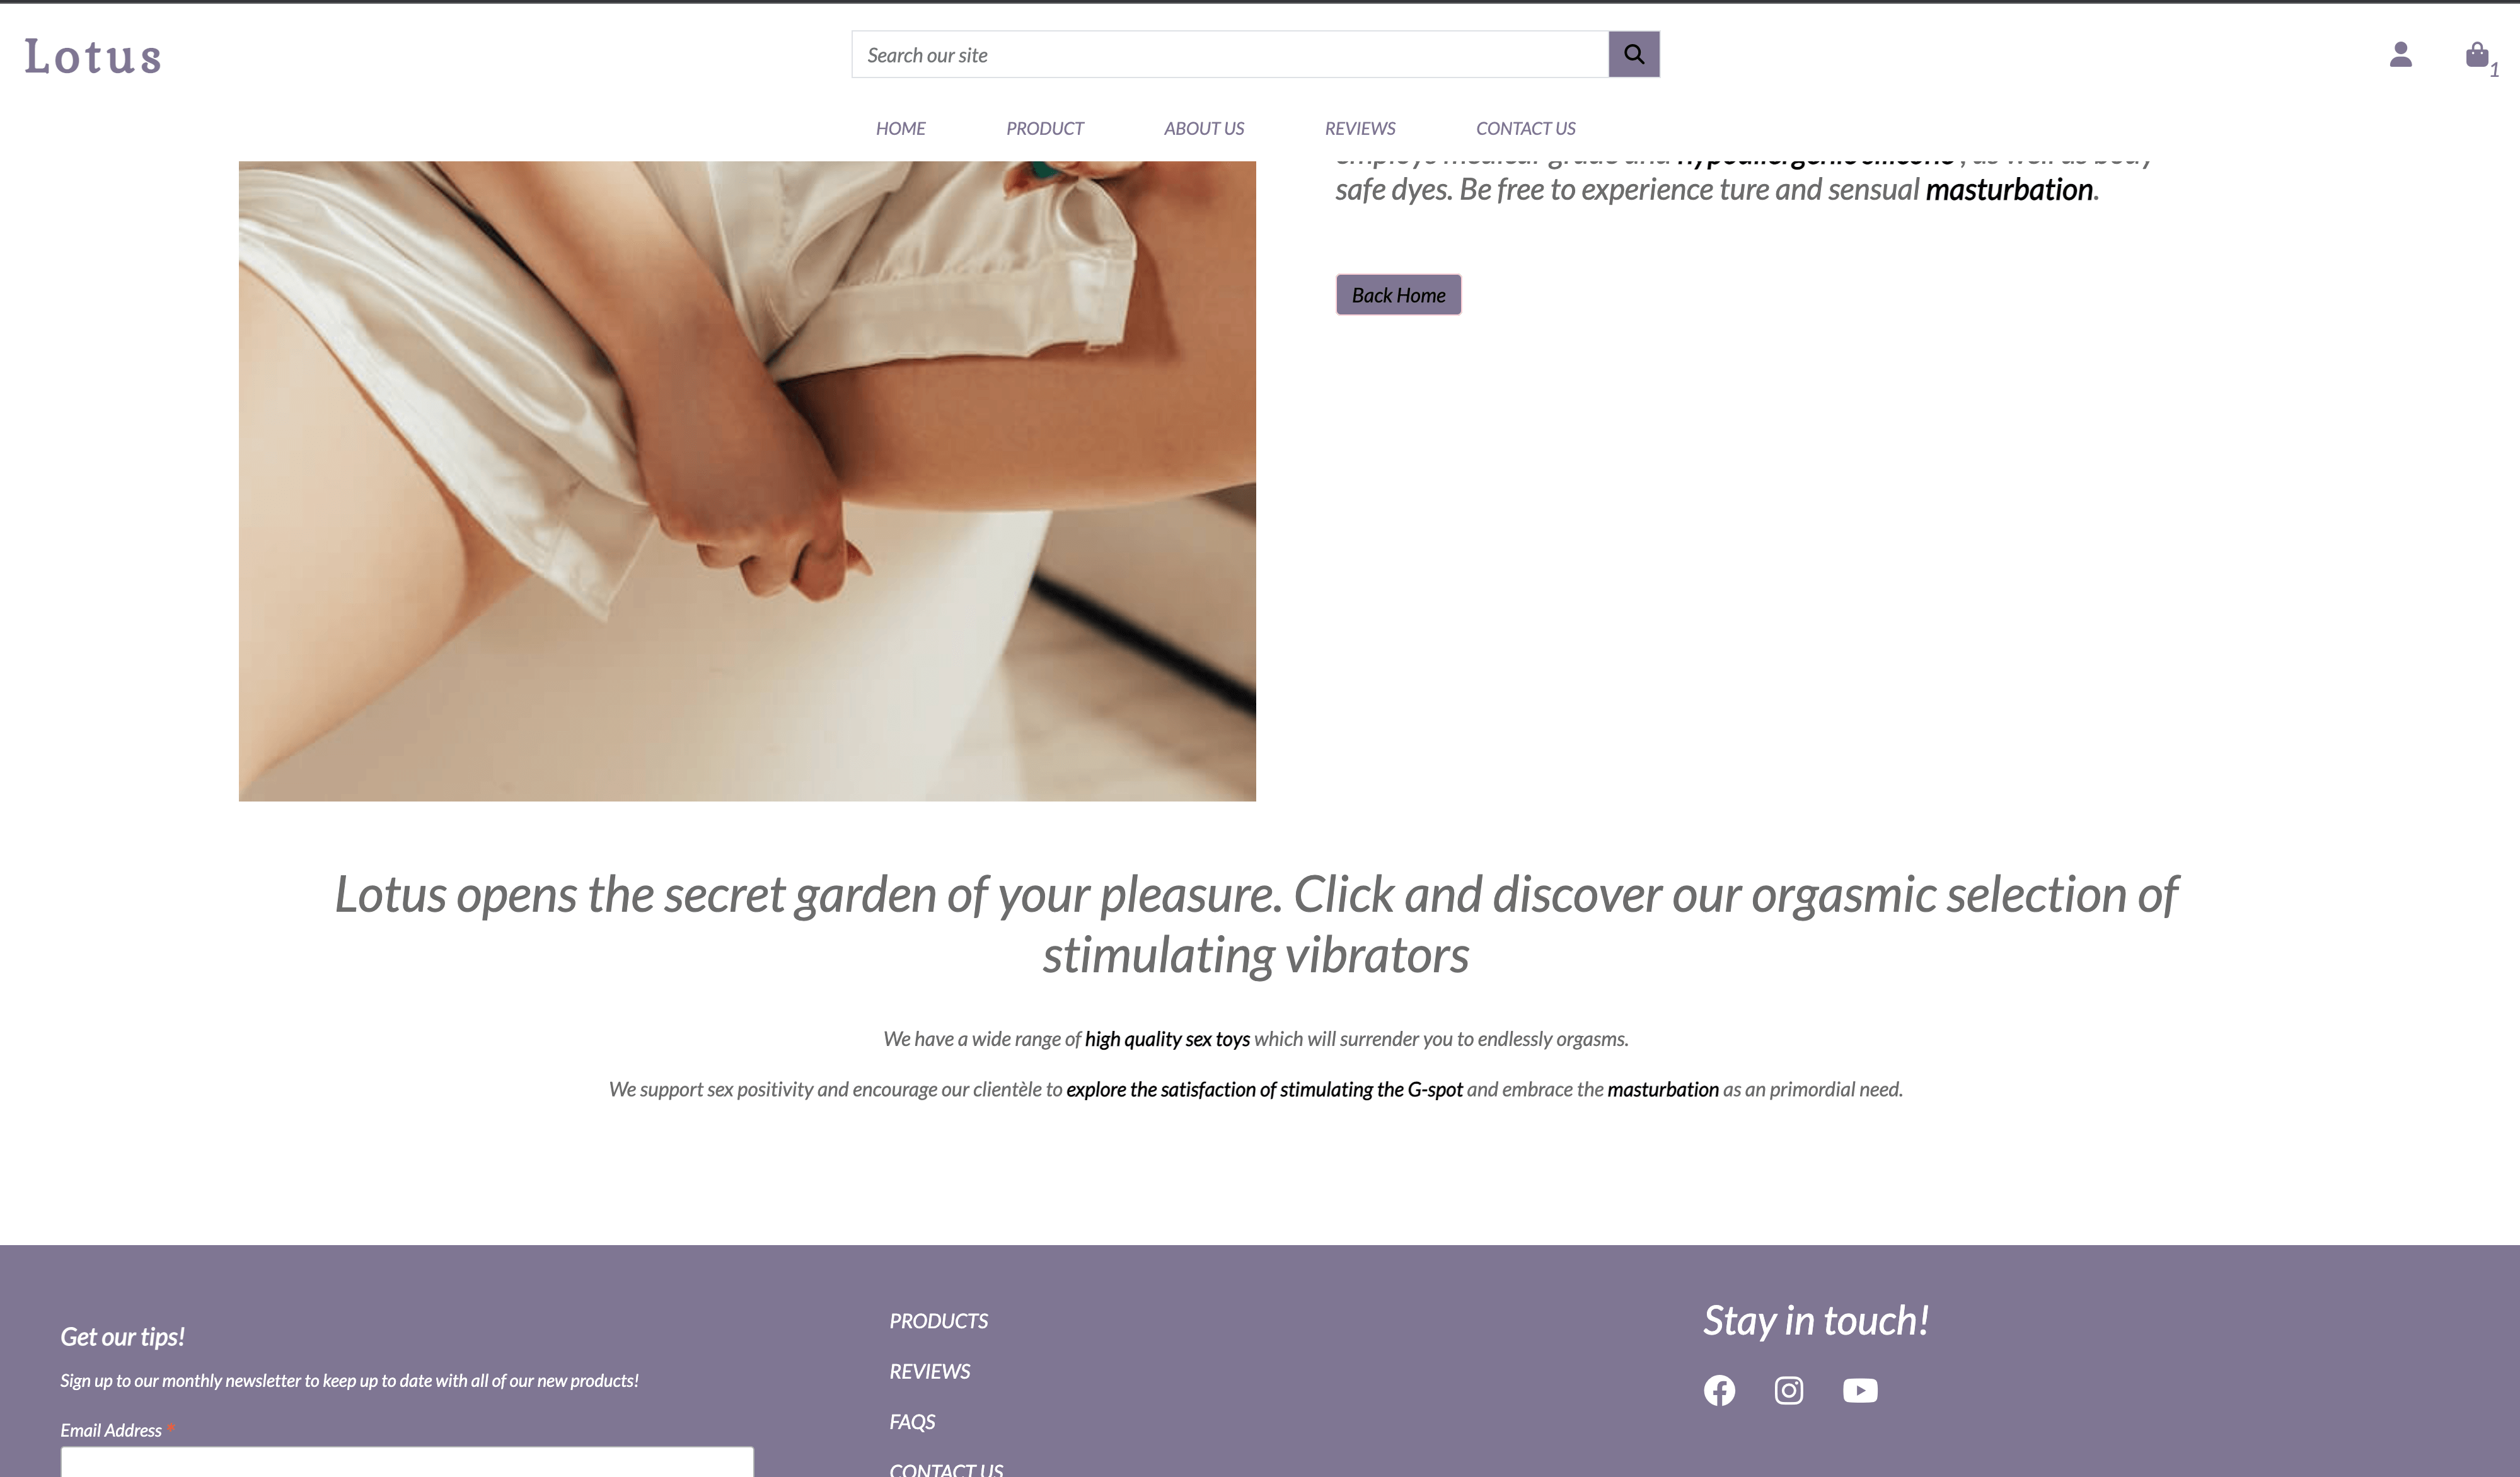 Lotus
Search our site
1
HOME PRODUCT ABOUT US REVIEWS CONTACT US
employs medical grade and hypoallergenic silicone , as well as body
safe dyes. Be free to experience ture and sensual masturbation.
Back Home
Lotus opens the secret garden of your pleasure. Click and discover our orgasmic selection of
stimulating vibrators
We have a wide range of high quality sex toys which will surrender you to endlessly orgasms.
We support sex positivity and encourage our clientèle to explore the satisfaction of stimulating the G-spot and embrace the masturbation as an primordial need.
Get our tips!
Sign up to our monthly newsletter to keep up to date with all of our new products!
Email Address *
PRODUCTS
REVIEWS
FAQS
CONTACT US
Stay in touch!